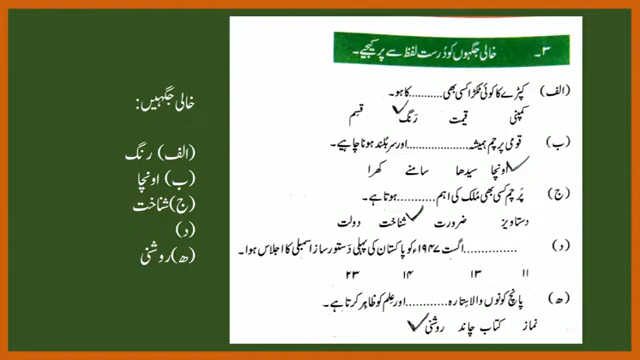 ۳۔ خالی جگہوں کو دُرست لفظ سے پر کیجیے۔
(الف) کپڑے کا کوئی ٹکڑا کسی بھی ............ کا ہو۔
کمپنی قیمت رنگ قسم
(ب) قومی پرچم ہمیشہ ............ اور سربلند ہونا چاہیے۔
اونچا سیدھا سامنے کھرا
(ج) پرچم کسی بھی مُلک کی اہم ............ ہوتا ہے۔
دستاویز ضرورت شناخت دولت
(د) ............ اگست ۱۹۴۷ء کو پاکستان کی پہلی دستور ساز اسمبلی کا اجلاس ہوا۔
۱۱ ۱۳ ۱۴ ۲۳
(ھ) پانچ کونوں والا ستارہ ............ اور عِلم کو ظاہر کرتا ہے۔
نماز کتاب چاند روشنی
خالی جگہیں:
(الف) رنگ
(ب) اونچا
(ج) شناخت
(د)
(ھ) روشنی